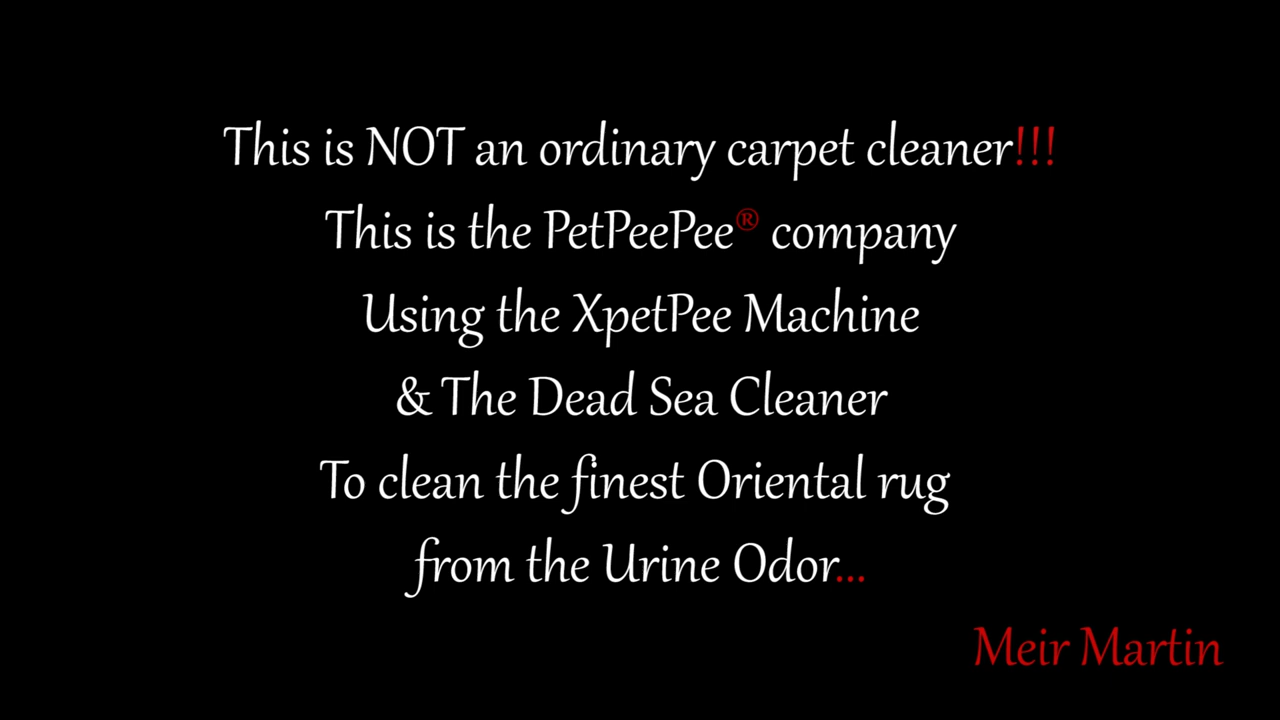 This is NOT an ordinary carpet cleaner!!!
This is the PetPeePee® company
Using the XpetPee Machine
& The Dead Sea Cleaner
To clean the finest Oriental rug
from the Urine Odor...
Meir Martin